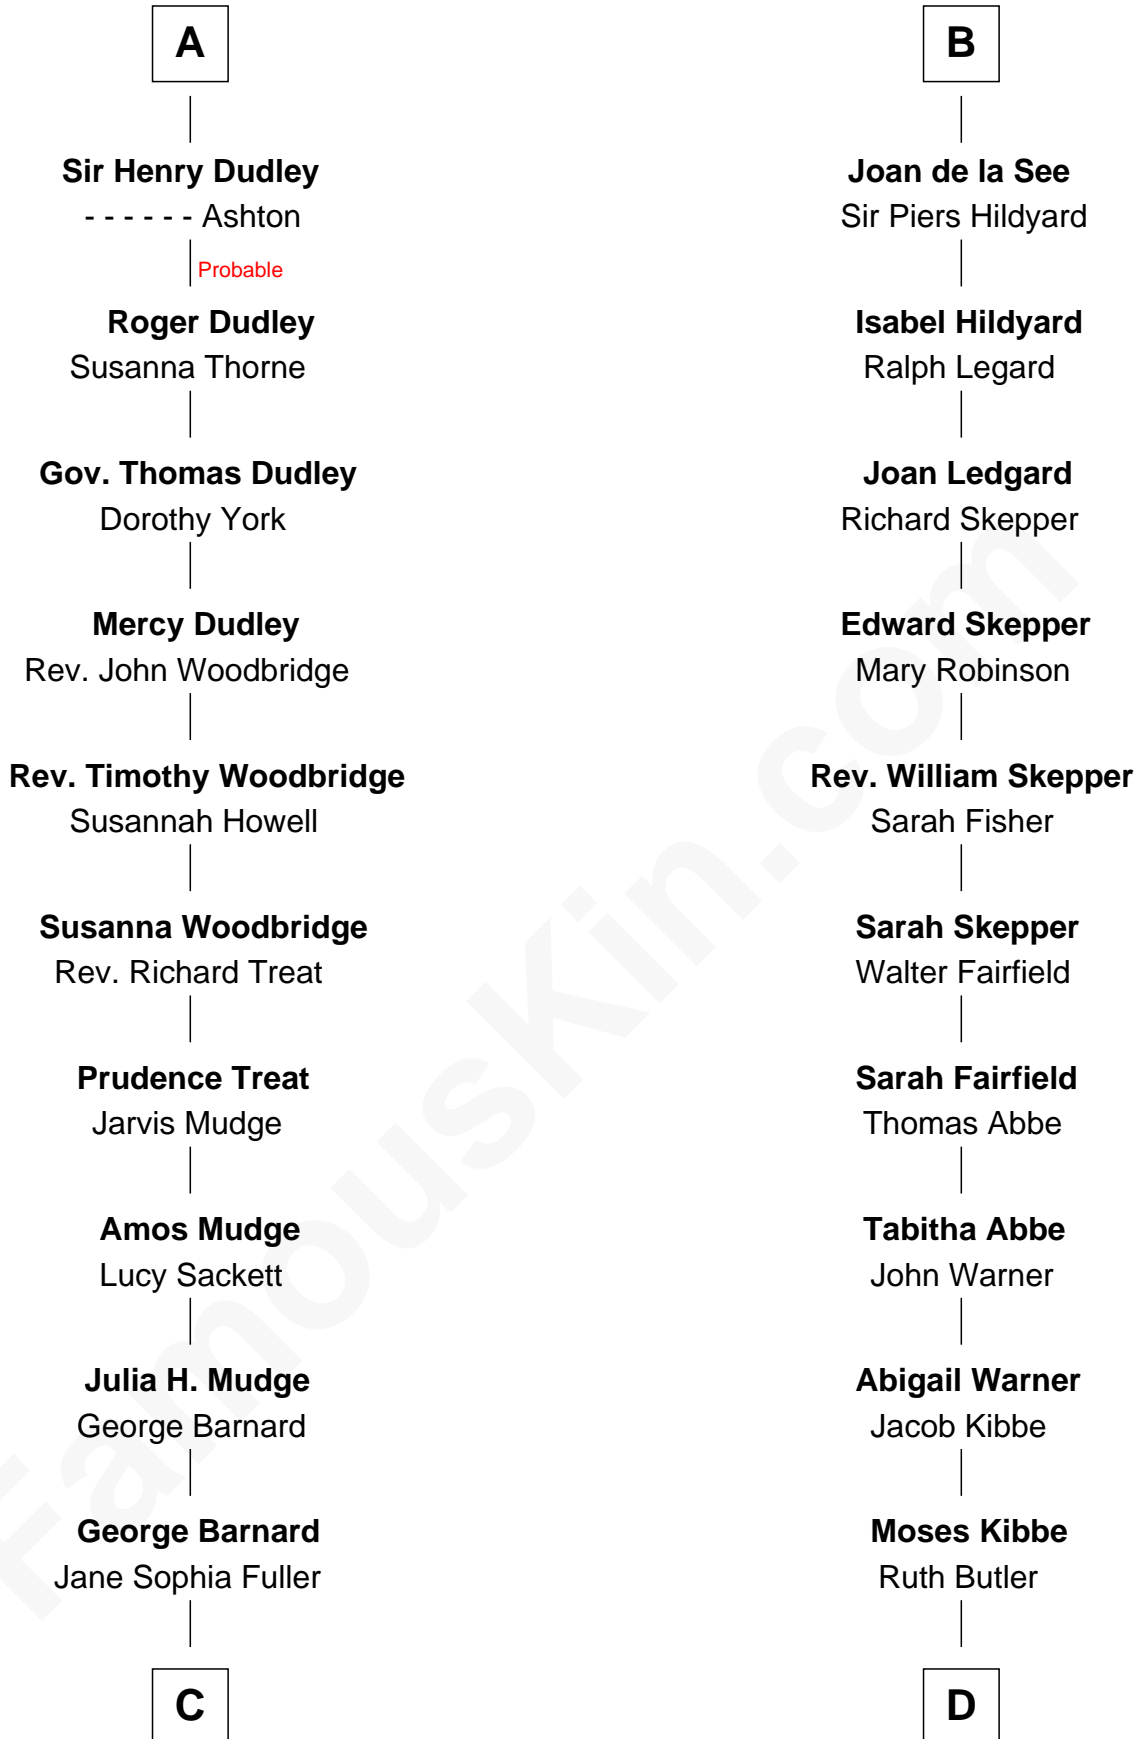 A
Sir Henry Dudley
- - - - - - Ashton
Probable
Roger Dudley
Susanna Thorne
Gov. Thomas Dudley
Dorothy York
Mercy Dudley
Rev. John Woodbridge
Rev. Timothy Woodbridge
Susannah Howell
Susanna Woodbridge
Rev. Richard Treat
Prudence Treat
Jarvis Mudge
Amos Mudge
Lucy Sackett
Julia H. Mudge
George Barnard
George Barnard
Jane Sophia Fuller
C
B
Joan de la See
Sir Piers Hildyard
Isabel Hildyard
Ralph Legard
Joan Ledgard
Richard Skepper
Edward Skepper
Mary Robinson
Rev. William Skepper
Sarah Fisher
Sarah Skepper
Walter Fairfield
Sarah Fairfield
Thomas Abbe
Tabitha Abbe
John Warner
Abigail Warner
Jacob Kibbe
Moses Kibbe
Ruth Butler
D
FamousKin.com